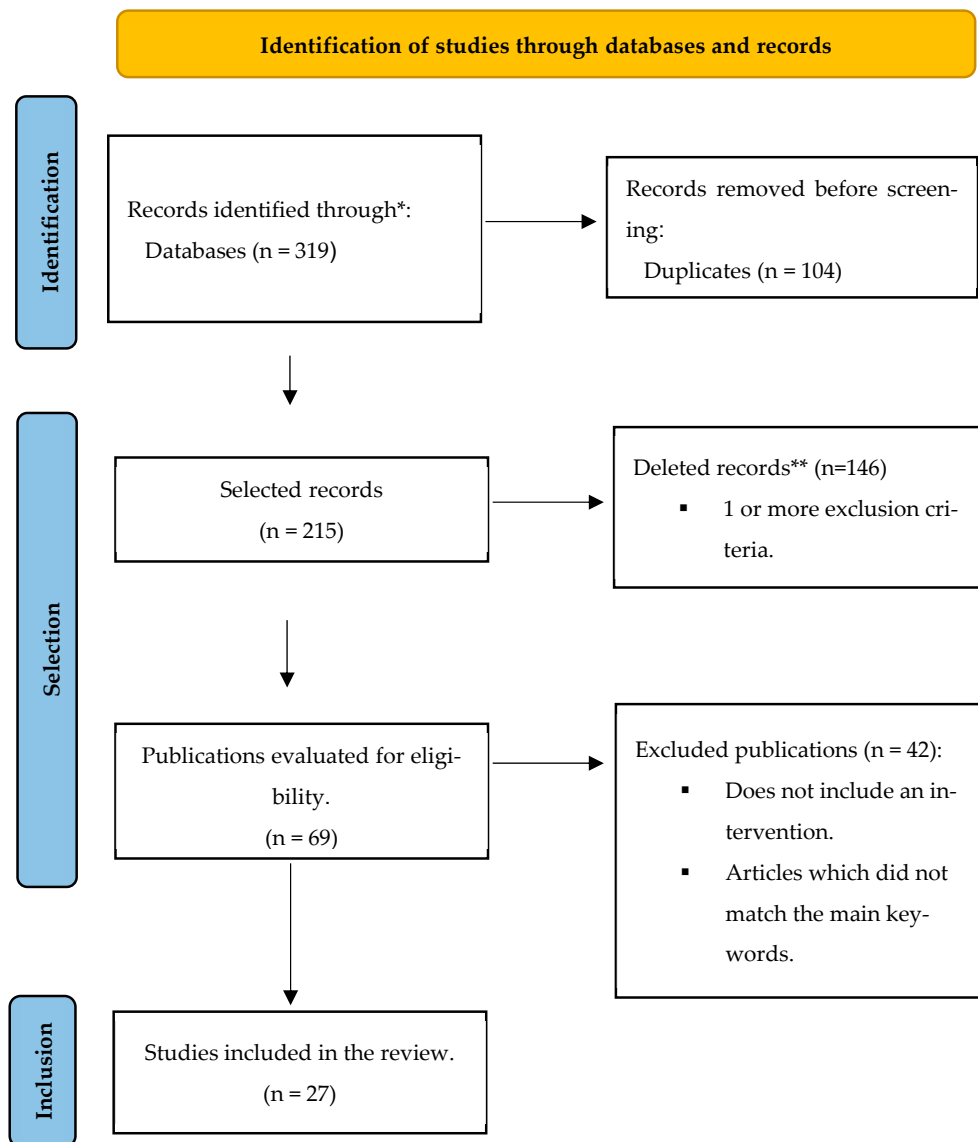 Identification of studies through databases and records
Identification
Records identified through*:
Databases (n = 319)
Records removed before screen-
ing:
Duplicates (n = 104)
Selection
Selected records
(n = 215)
Deleted records** (n=146)
▪ 1 or more exclusion cri-
teria.
Publications evaluated for eligi-
bility.
(n = 69)
Excluded publications (n = 42):
▪ Does not include an in-
tervention.
▪ Articles which did not
match the main key-
words.
Inclusion
Studies included in the review.
(n = 27)